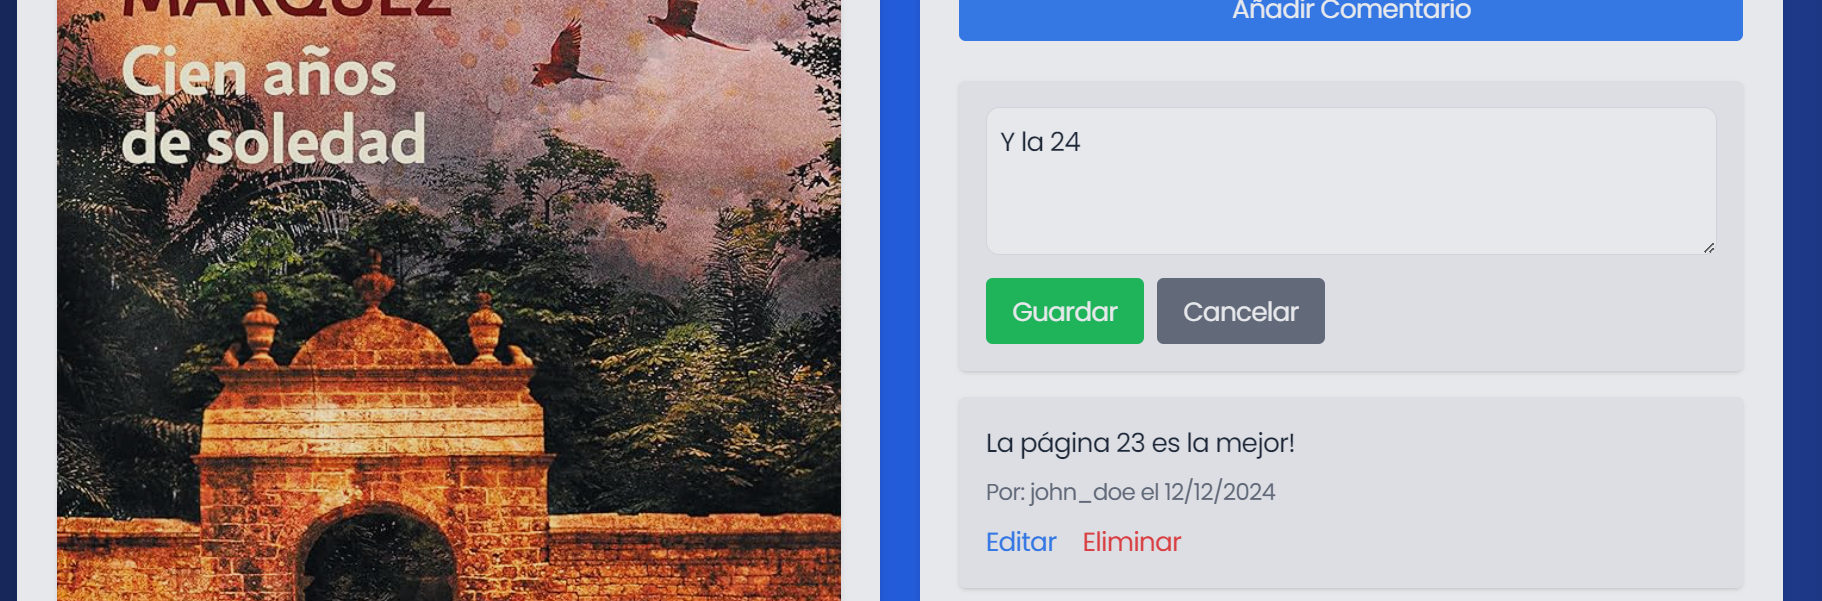 MÁRQUEZ
Cien años
de soledad
Añadir Comentario
Y la 24
Guardar
Cancelar
La página 23 es la mejor!
Por: john_doe el 12/12/2024
Editar
Eliminar